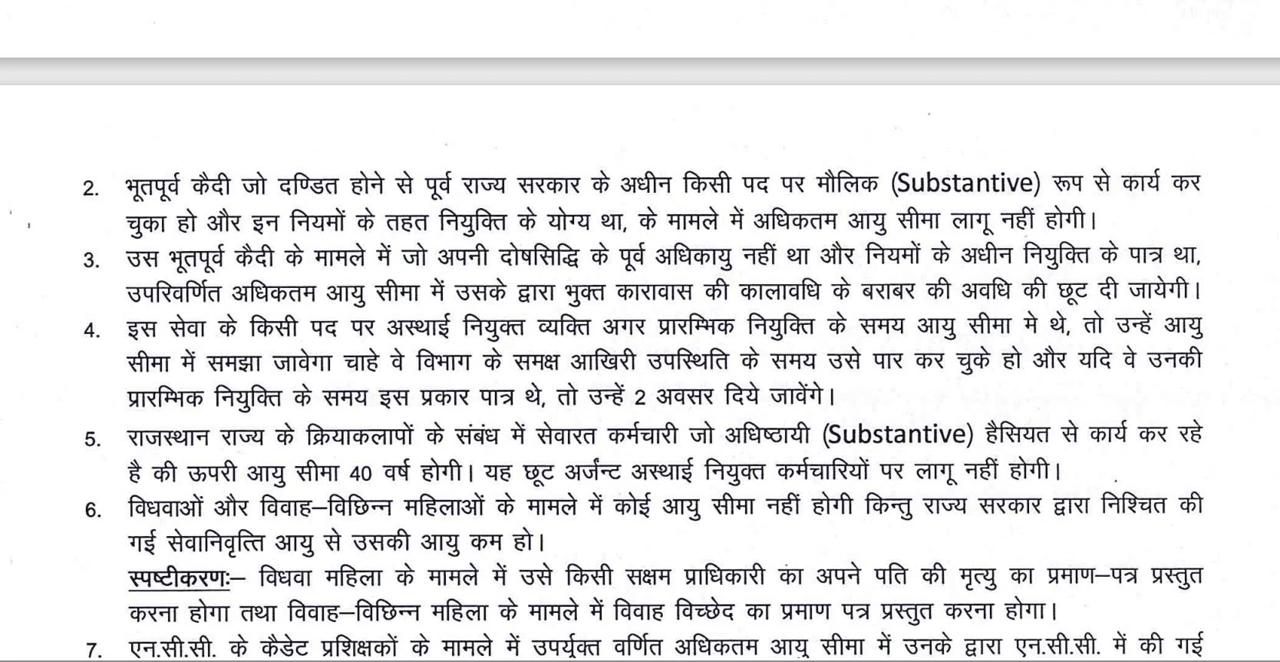 2. भूतपूर्व कैदी जो दण्डित होने से पूर्व राज्य सरकार के अधीन किसी पद पर मौलिक (Substantive) रूप से कार्य कर
चुका हो और इन नियमों के तहत नियुक्ति के योग्य था, के मामले में अधिकतम आयु सीमा लागू नहीं होगी।
3. उस भूतपूर्व कैदी के मामले में जो अपनी दोषसिद्धि के पूर्व अधिकायु नहीं था और नियमों के अधीन नियुक्ति के पात्र था,
उपरिवर्णित अधिकतम आयु सीमा में उसके द्वारा भुक्त कारावास की कालावधि के बराबर की अवधि की छूट दी जायेगी।
4. इस सेवा के किसी पद पर अस्थाई नियुक्त व्यक्ति अगर प्रारम्भिक नियुक्ति के समय आयु सीमा मे थे, तो उन्हें आयु
सीमा में समझा जावेगा चाहे वे विभाग के समक्ष आखिरी उपस्थिति के समय उसे पार कर चुके हो और यदि वे उनकी
प्रारम्भिक नियुक्ति के समय इस प्रकार पात्र थे, तो उन्हें 2 अवसर दिये जावेंगे।
5. राजस्थान राज्य के क्रियाकलापों के संबंध में सेवारत कर्मचारी जो अधिष्ठायी (Substantive) हैसियत से कार्य कर रहे
है की ऊपरी आयु सीमा 40 वर्ष होगी। यह छूट अर्जन्ट अस्थाई नियुक्त कर्मचारियों पर लागू नहीं होगी।
6. विधवाओं और विवाह–विछिन्न महिलाओं के मामले में कोई आयु सीमा नहीं होगी किन्तु राज्य सरकार द्वारा निश्चित की
गई सेवानिवृत्ति आयु से उसकी आयु कम हो।
स्पष्टीकरणः– विधवा महिला के मामले में उसे किसी सक्षम प्राधिकारी का अपने पति की मृत्यु का प्रमाण–पत्र प्रस्तुत
करना होगा तथा विवाह–विछिन्न महिला के मामले में विवाह विच्छेद का प्रमाण पत्र प्रस्तुत करना होगा।
7. एन.सी.सी. के कैडेट प्रशिक्षकों के मामले में उपर्युक्त वर्णित अधिकतम आयु सीमा में उनके द्वारा एन.सी.सी. में की गई